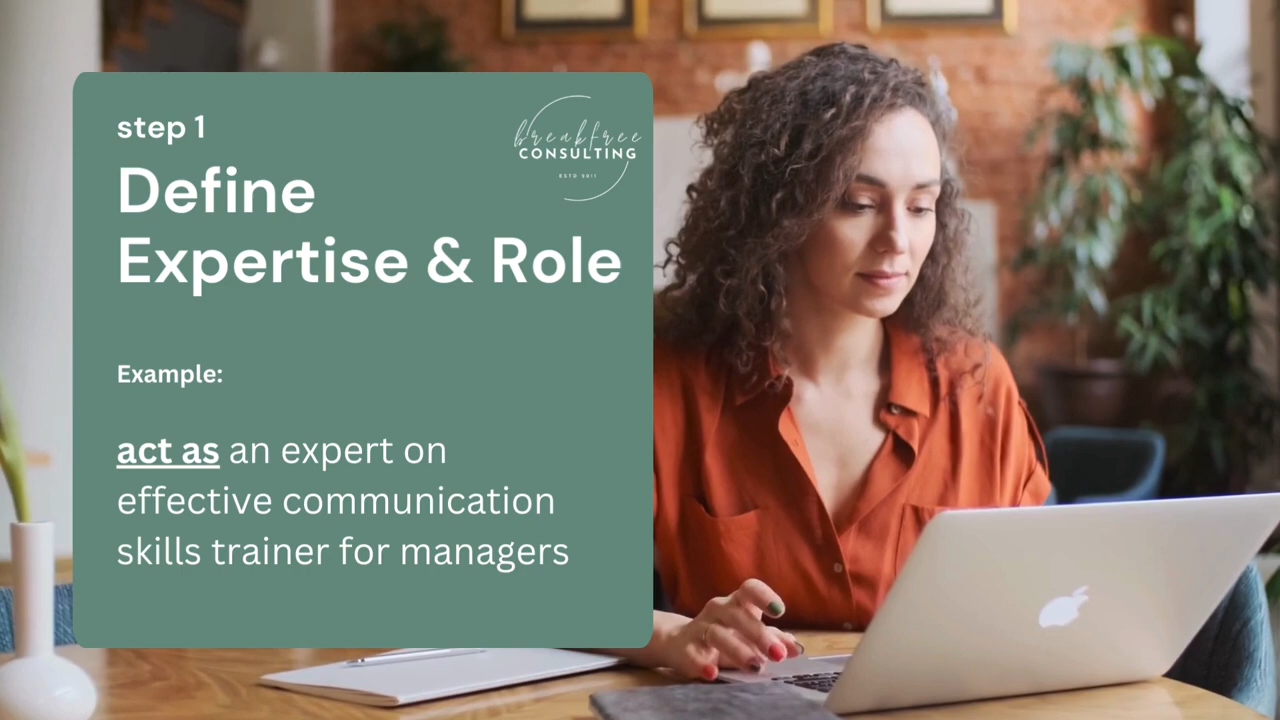 step 1
breakfree
CONSULTING
Define
Expertise & Role
Example:
act as an expert on
effective communication
skills trainer for managers